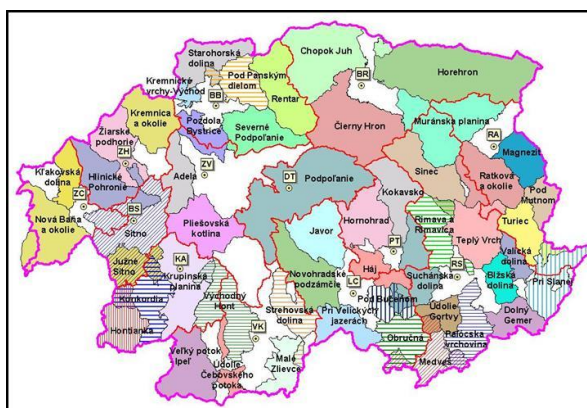 Starohorská
dolina
Chopok Juh
BR
Horehron
Kremnické
vrchy-Východ
BB
Pod Panským
dielom
Rentar
Kremnica
a okolie
Pozdola
Bystrice
Severné
Podpoľanie
Čierny Hron
Muránska planina
RA
Magnezit
Žiarske
podhorie
ZH
Kľakovská
dolina
ZC
Hlinické
Pohronie
Adela
ZV
DT
Podpoľanie
Kokavsko
Sinec
Ratková
a okolie
Pod
Mutnom
Nová Baňa
a okolie
BS
Sitno
Pliešovská
kotlina
Javor
Hornohrad
Rimava a
Rimavica
Teplý Vrch
Turiec
PT
Valická
dolina
Južné
Sitno
KA
Krupinská
planina
Novohradské
podzámčie
Háj
Suchánska
dolina
RS
Blžská
dolina
Pri Slanej
Konkordia
Východný
Hont
LC
Pod Bučeňom
Hontianka
Strehovská
dolina
Pri Velických
jazerách
Údolie
Gortvy
Dolný
Gemer
VK
Obručná
Palócska
vrchovina
Veľký potok
Ipeľ
Údolie
Čebovského
potoka
Malé
Zlievce
Medveš